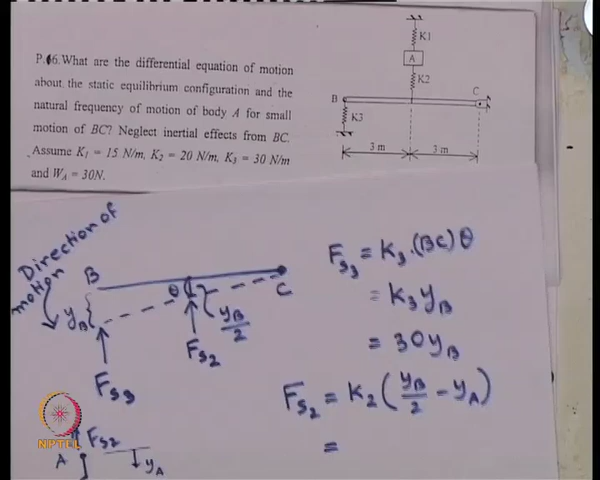 P.6. What are the differential equation of motion
about the static equilibrium configuration and the
natural frequency of motion of body A for small
motion of BC? Neglect inertial effects from BC.
Assume K1 = 15 N/m, K2 = 20 N/m, K3 = 30 N/m
and WA = 30N.
K1
A
K2
B
C
K3
3 m
3 m
Direction of
motion
B
yB
θ
C
yB/2
FS2
FS3
FS2
A
yA
FS3 = K3.(BC)θ
= K3 yB
= 30 yB
FS2 = K2 (yB/2 - yA)
=
NPTEL